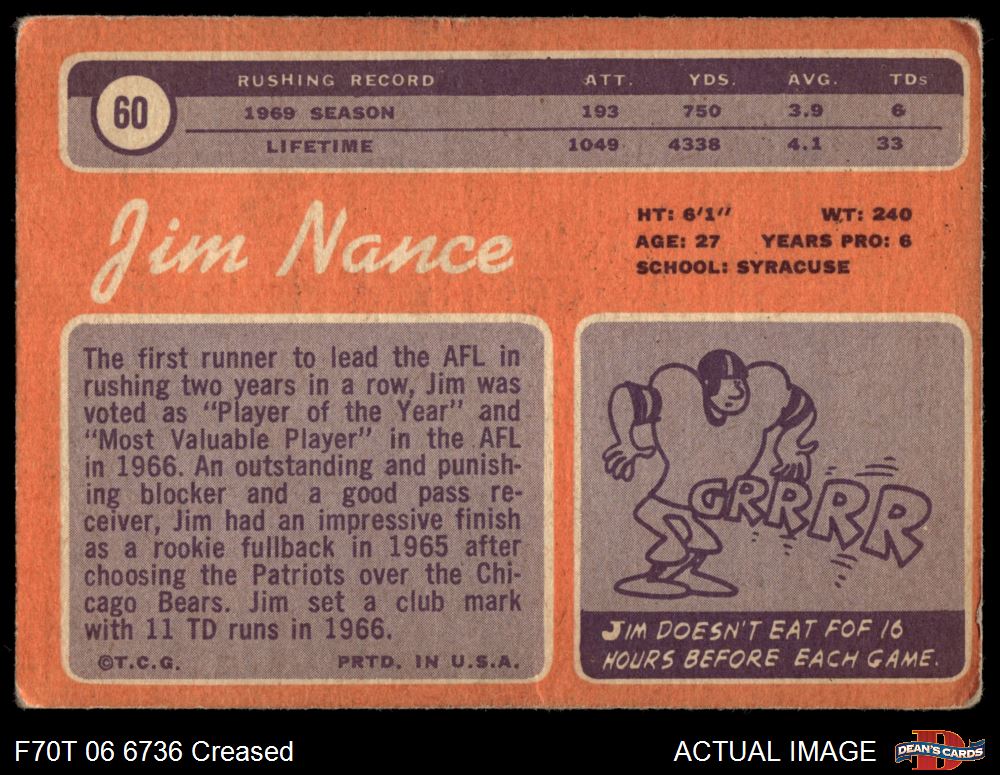 60
RUSHING RECORD ATT. YDS. AVG. TDs
1969 SEASON 193 750 3.9 6
LIFETIME 1049 4338 4.1 33
Jim Nance
HT: 6'1" WT: 240
AGE: 27 YEARS PRO: 6
SCHOOL: SYRACUSE
The first runner to lead the AFL in
rushing two years in a row, Jim was
voted as "Player of the Year" and
"Most Valuable Player" in the AFL
in 1966. An outstanding and punish-
ing blocker and a good pass re-
ceiver, Jim had an impressive finish
as a rookie fullback in 1965 after
choosing the Patriots over the Chi-
cago Bears. Jim set a club mark
with 11 TD runs in 1966.
©T.C.G. PRTD. IN U.S.A.
GRRRR
JIM DOESN'T EAT FOF 16
HOURS BEFORE EACH GAME.
F70T 06 6736 Creased
ACTUAL IMAGE
D
DEAN'S CARDS